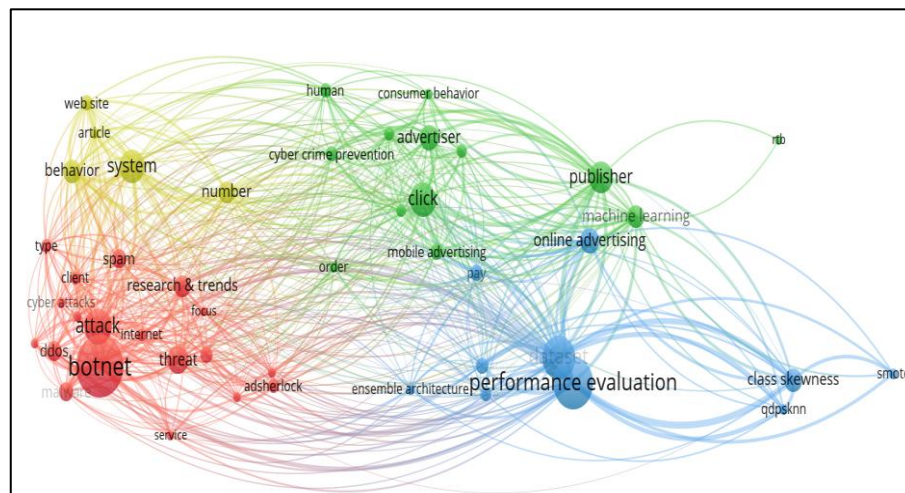 human
consumer behavior
web site
article
advertiser
rtb
cyber crime prevention
behavior
system
publisher
number
click
machine learning
online advertising
type
spam
mobile advertising
order
pay
client
research & trends
cyber attacks
focus
attack
internet
ddos
threat
dataset
botnet
adsherlock
ensemble architecture
performance evaluation
class skewness
smote
malware
qdpsknn
service